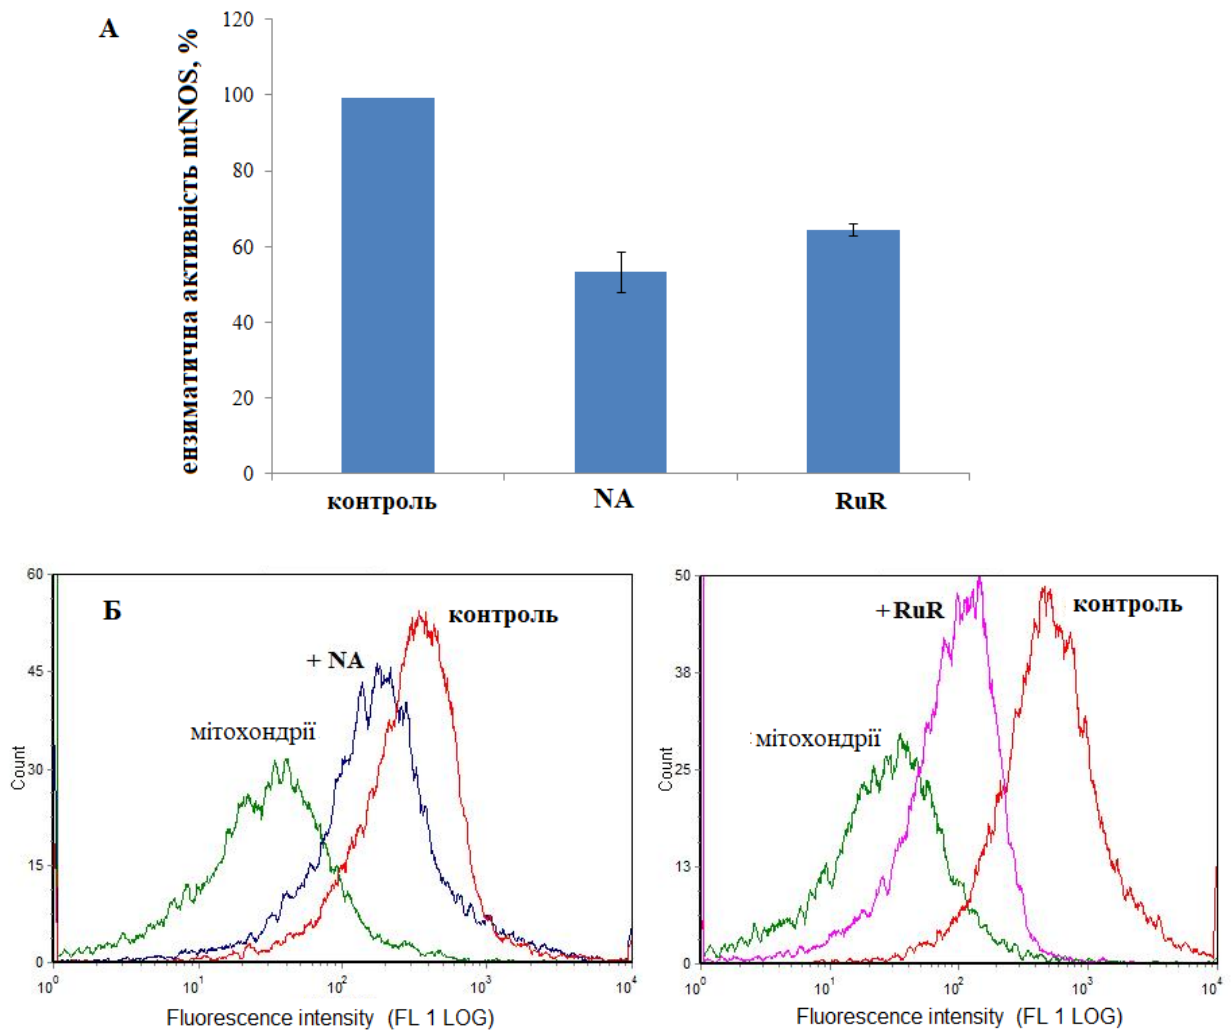 А
ензиматична активність mtNOS, %
120
100
80
60
40
20
0
контроль
NA
RuR
Б
60
45
30
15
0
Count
контроль
+ NA
мітохондрії
10⁰
10¹
10²
10³
10⁴
Fluorescence intensity (FL 1 LOG)
50
38
25
13
0
Count
+ RuR
контроль
мітохондрії
10⁰
10¹
10²
10³
10⁴
Fluorescence intensity (FL 1 LOG)